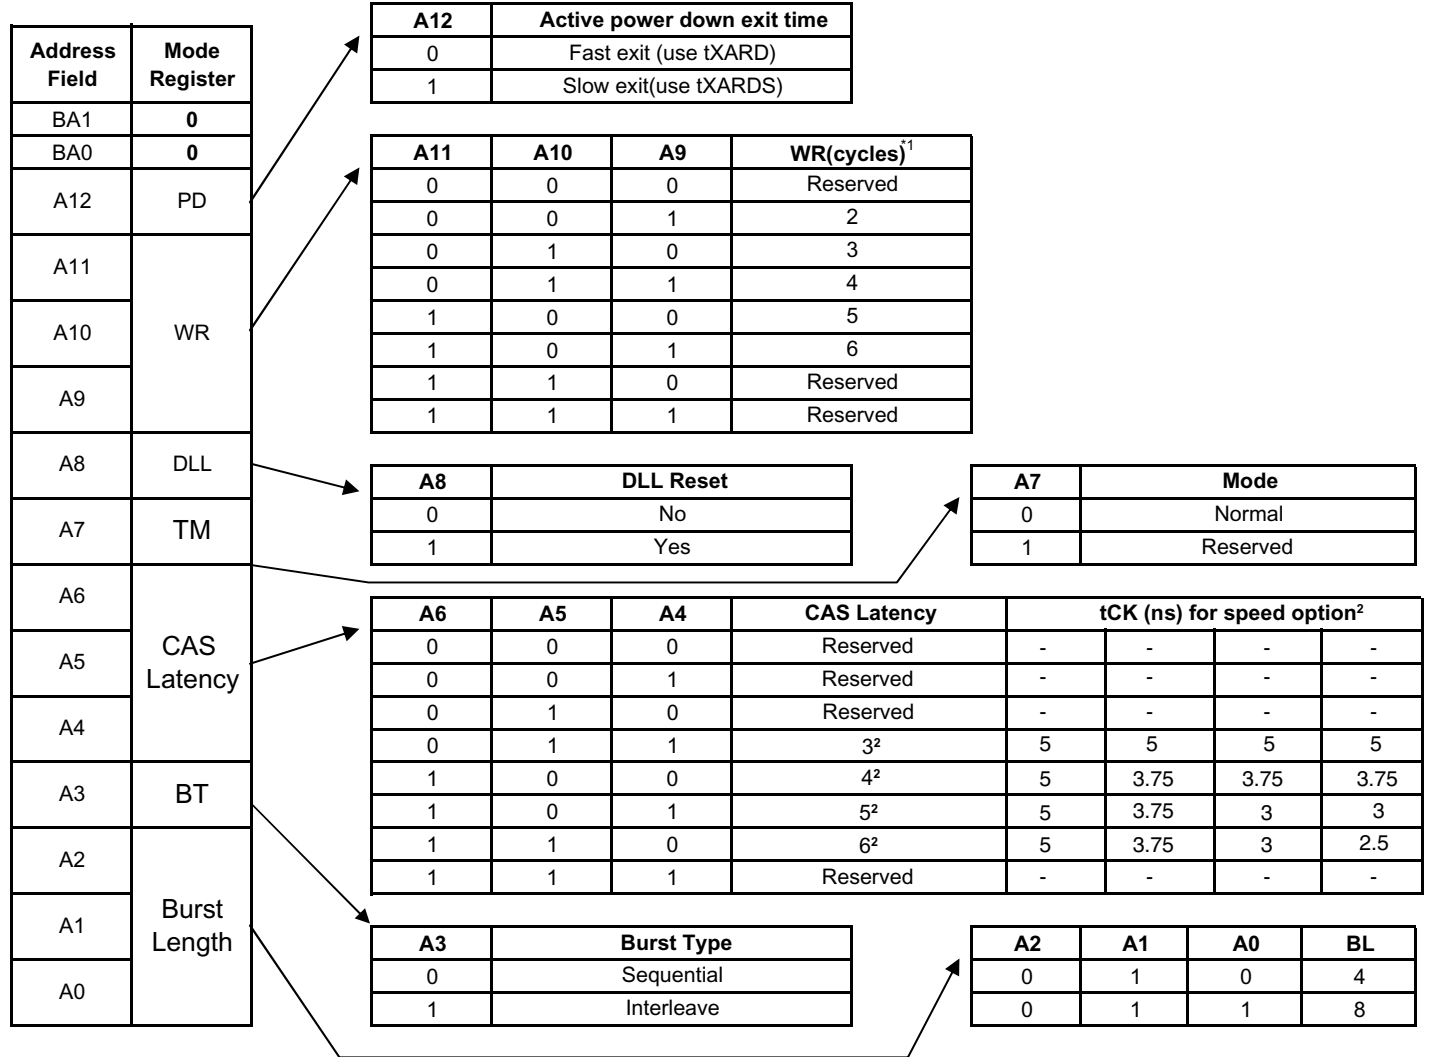 Address Field Mode Register
BA1 0
BA0 0
A12 PD
A11
A10 WR
A9
A8 DLL
A7 TM
A6
A5 CAS Latency
A4
A3 BT
A2
A1 Burst Length
A0
A12 Active power down exit time
0 Fast exit (use tXARD)
1 Slow exit(use tXARDS)
A11 A10 A9 WR(cycles)*1
0 0 0 Reserved
0 0 1 2
0 1 0 3
0 1 1 4
1 0 0 5
1 0 1 6
1 1 0 Reserved
1 1 1 Reserved
A8 DLL Reset
0 No
1 Yes
A7 Mode
0 Normal
1 Reserved
A6 A5 A4 CAS Latency tCK (ns) for speed option²
0 0 0 Reserved - - - -
0 0 1 Reserved - - - -
0 1 0 Reserved - - - -
0 1 1 3² 5 5 5 5
1 0 0 4² 5 3.75 3.75 3.75
1 0 1 5² 5 3.75 3 3
1 1 0 6² 5 3.75 3 2.5
1 1 1 Reserved - - - -
A3 Burst Type
0 Sequential
1 Interleave
A2 A1 A0 BL
0 1 0 4
0 1 1 8